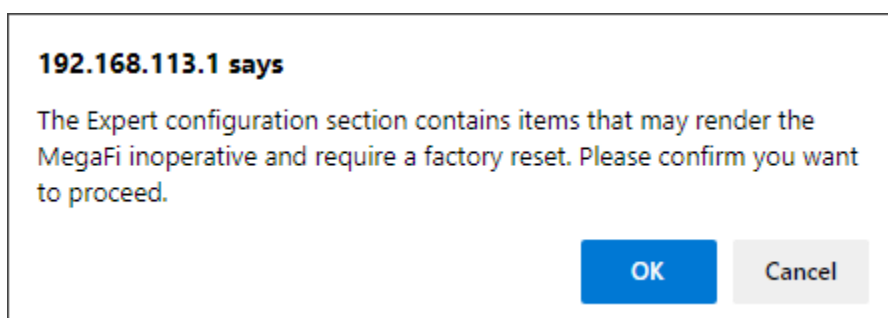 192.168.113.1 says
The Expert configuration section contains items that may render the
MegaFi inoperative and require a factory reset. Please confirm you want
to proceed.
OK
Cancel